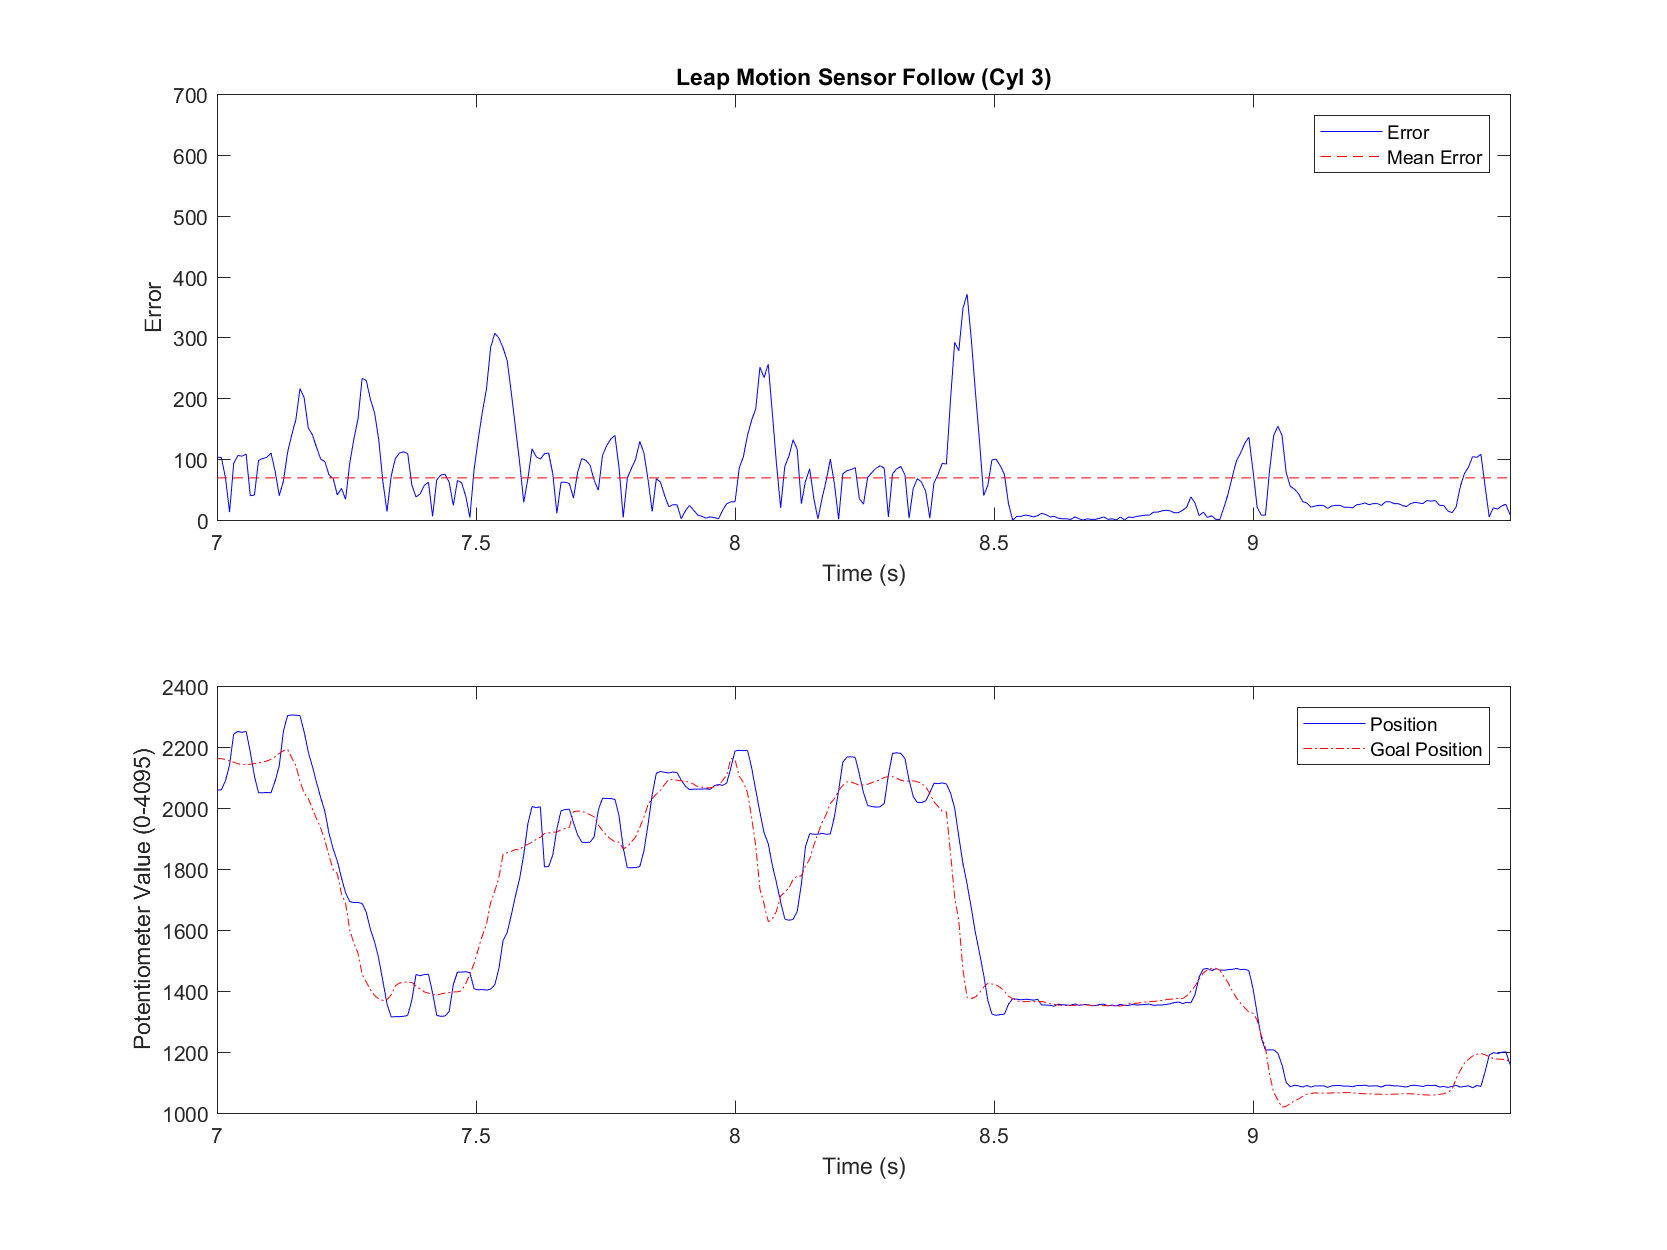 Leap Motion Sensor Follow (Cyl 3)
700
600
500
400
300
200
100
0
Error
Error
Mean Error
7
7.5
8
8.5
9
Time (s)
2400
2200
2000
1800
1600
1400
1200
1000
Potentiometer Value (0-4095)
Position
Goal Position
7
7.5
8
8.5
9
Time (s)